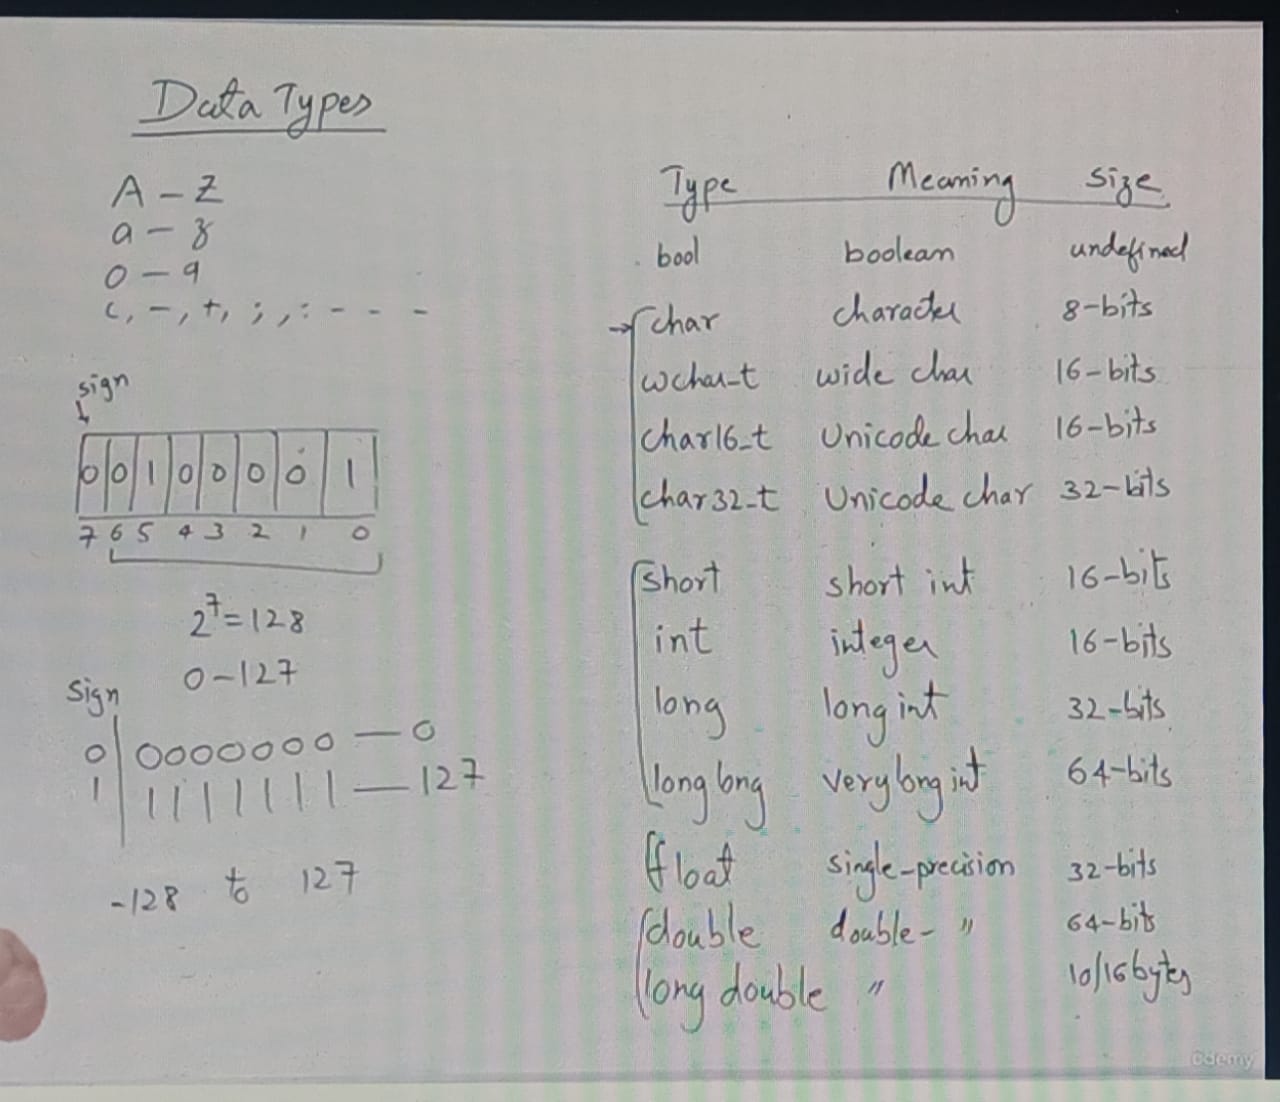 Data Types
A - Z
a - z
0 - 9
(, -, +, ; , : - - -
sign
0 0 1 0 0 0 0 1
7 6 5 4 3 2 1 0
2⁷ = 128
0 - 127
Sign
0 0000000 — 0
1 1111111 — 127
-128 to 127
Type Meaning Size
bool boolean undefined
char character 8-bits
wchar_t wide char 16-bits
char16_t Unicode char 16-bits
char32_t Unicode char 32-bits
short short int 16-bits
int integer 16-bits
long long int 32-bits
long long very long int 64-bits
float single-precision 32-bits
double double- " 64-bits
long double " 10/16 bytes
Udemy